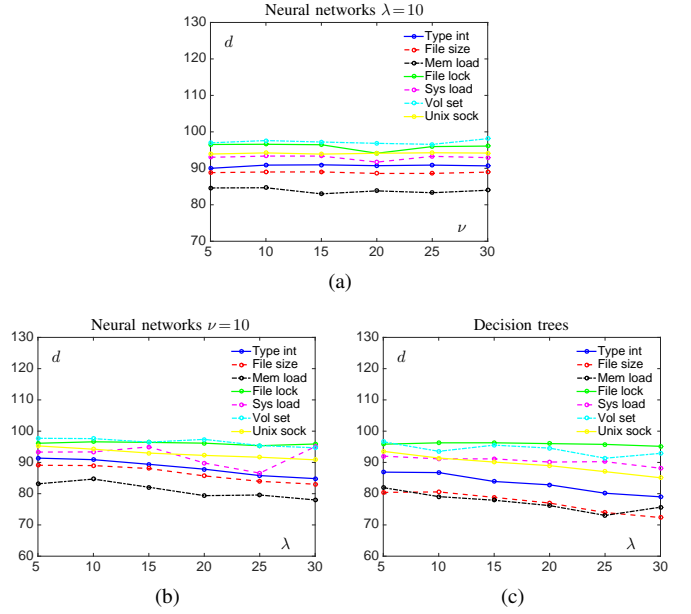 Neural networks λ=10
130
120
110
100
90
80
70
d
Type int
File size
Mem load
File lock
Sys load
Vol set
Unix sock
ν
5 10 15 20 25 30
(a)
Neural networks ν=10
130
120
110
100
90
80
70
60
d
Type int
File size
Mem load
File lock
Sys load
Vol set
Unix sock
λ
5 10 15 20 25 30
(b)
Decision trees
130
120
110
100
90
80
70
60
d
Type int
File size
Mem load
File lock
Sys load
Vol set
Unix sock
λ
5 10 15 20 25 30
(c)